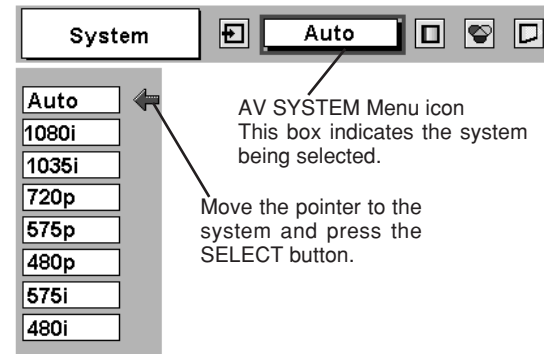 System
Auto
Auto
1080i
1035i
720p
575p
480p
575i
480i
AV SYSTEM Menu icon
This box indicates the system
being selected.
Move the pointer to the
system and press the
SELECT button.